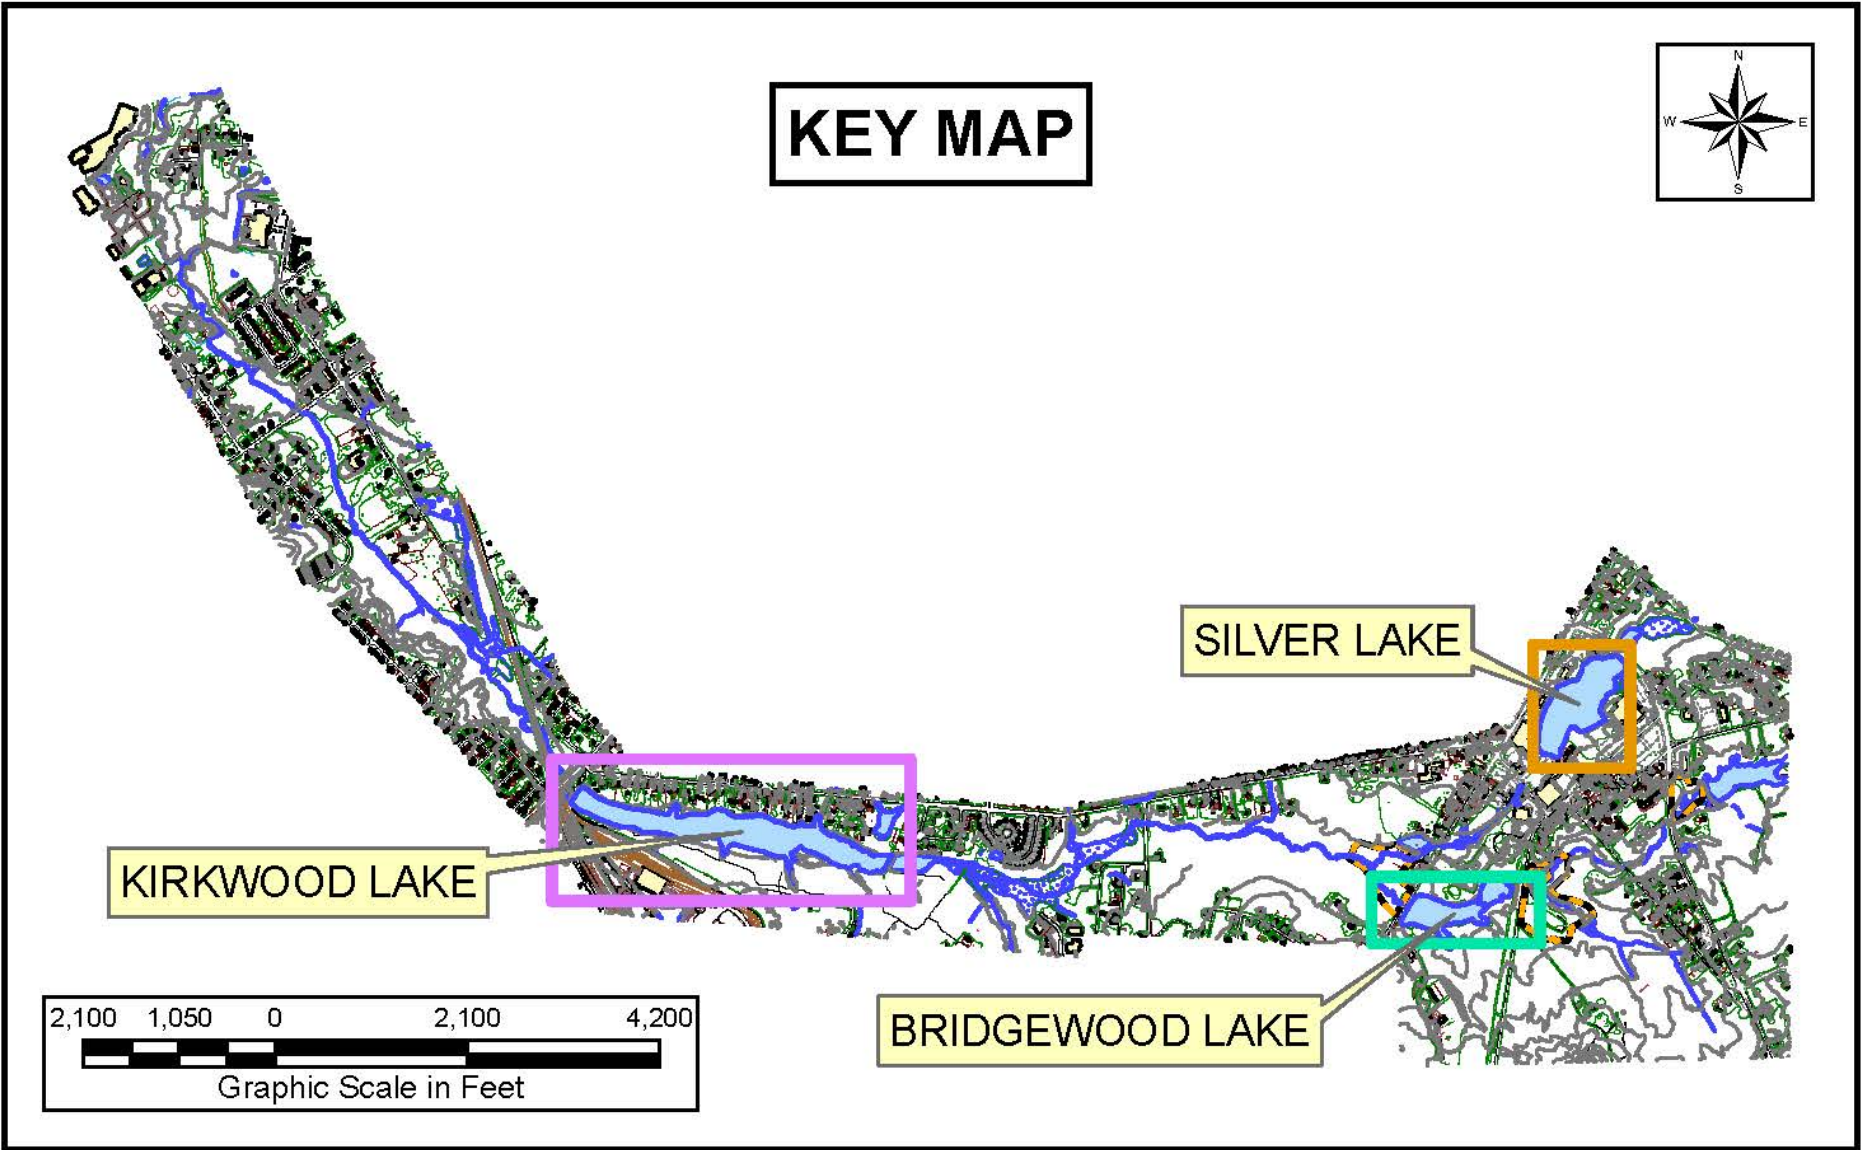 KEY MAP
N
W E
S
SILVER LAKE
KIRKWOOD LAKE
BRIDGEWOOD LAKE
2,100 1,050 0 2,100 4,200
Graphic Scale in Feet